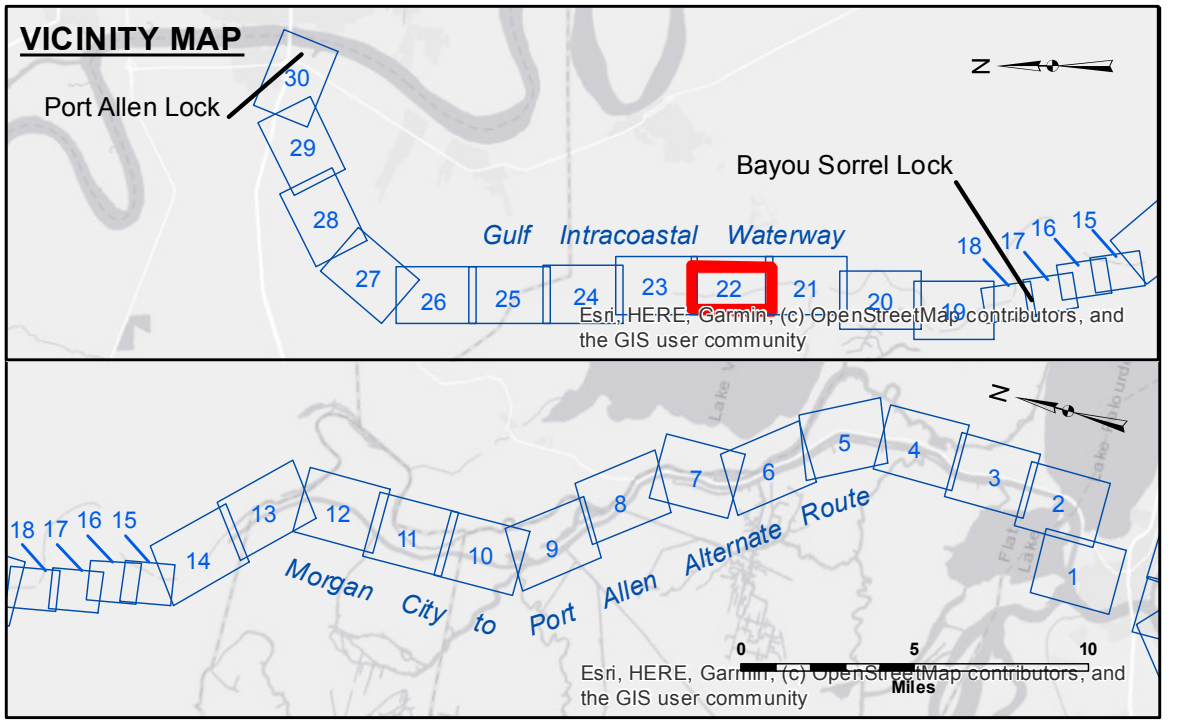 VICINITY MAP
N
30
Port Allen Lock
29
Bayou Sorrel Lock
28
Gulf Intracoastal Waterway
18 17 16 15
27 26 25 24 23 22 21 20 19
Esri, HERE, Garmin, (c) OpenStreetMap contributors, and
the GIS user community
N
Lake
18 17 16 15
14 13 12 11 10 9 8 7 6 5 4 3 2 1
Flat
Lake
Morgan City to Port Allen Alternate Route
0 5 10
Miles
Esri, HERE, Garmin, (c) OpenStreetMap contributors, and
the GIS user community